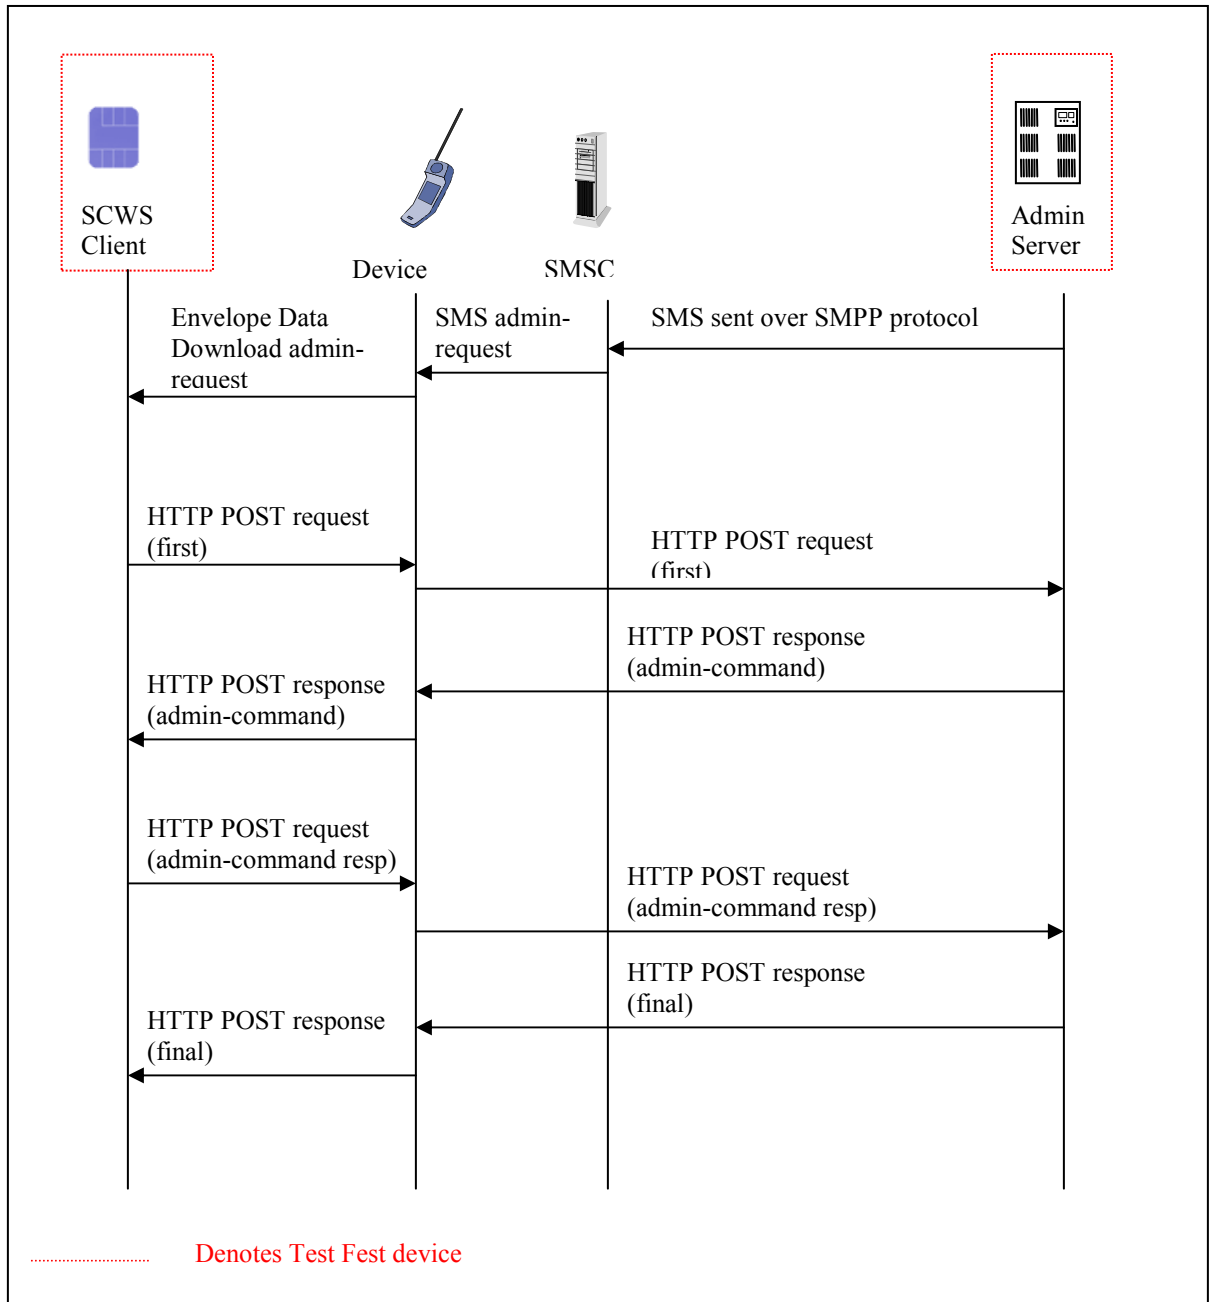 SCWS
Client
Device
SMSC
Admin
Server
Envelope Data
Download admin-
request
SMS admin-
request
SMS sent over SMPP protocol
HTTP POST request
(first)
HTTP POST request
(first)
HTTP POST response
(admin-command)
HTTP POST response
(admin-command)
HTTP POST request
(admin-command resp)
HTTP POST request
(admin-command resp)
HTTP POST response
(final)
HTTP POST response
(final)
Denotes Test Fest device